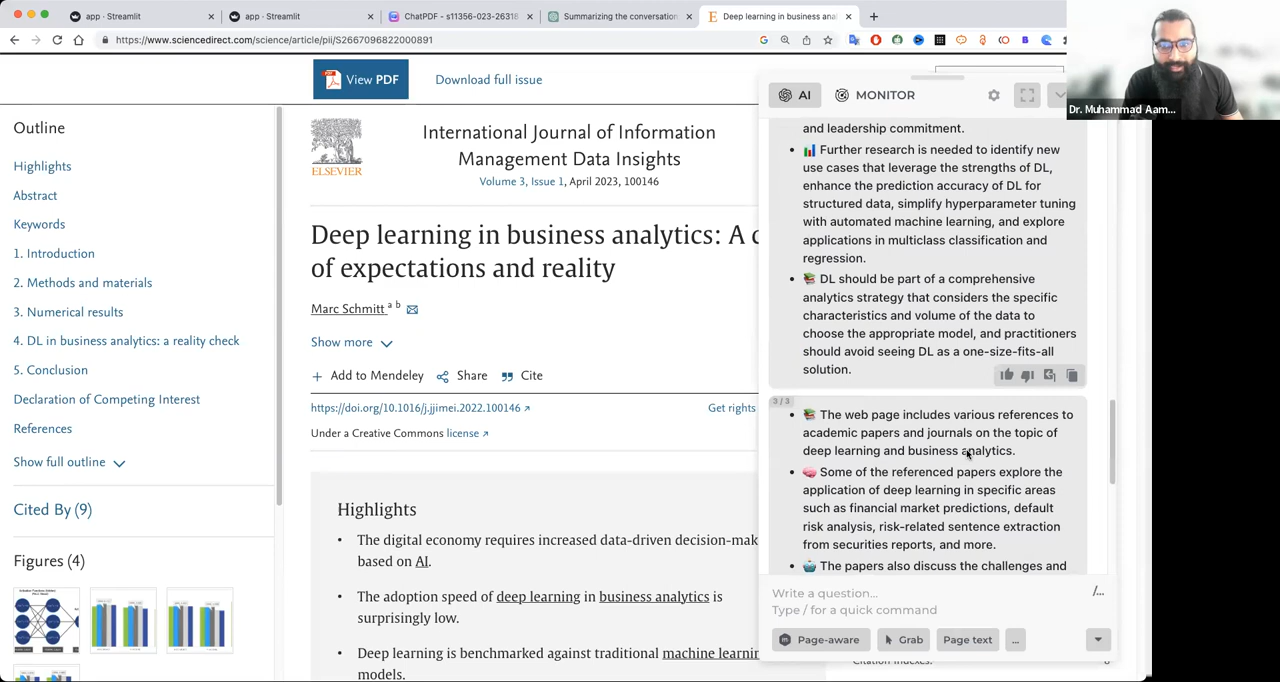 app · Streamlit
app · Streamlit
ChatPDF - s11356-023-26318
Summarizing the conversation
Deep learning in business anal
https://www.sciencedirect.com/science/article/pii/S2667096822000891
Dr. Muhammad Aam...
View PDF
Download full issue
Outline
Highlights
Abstract
Keywords
1. Introduction
2. Methods and materials
3. Numerical results
4. DL in business analytics: a reality check
5. Conclusion
Declaration of Competing Interest
References
Show full outline
Cited By (9)
Figures (4)
ELSEVIER
International Journal of Information
Management Data Insights
Volume 3, Issue 1, April 2023, 100146
Deep learning in business analytics: A c
of expectations and reality
Marc Schmitt a b
Show more
Add to Mendeley
Share
Cite
https://doi.org/10.1016/j.jjimei.2022.100146
Get rights
Under a Creative Commons license
Highlights
• The digital economy requires increased data-driven decision-mak
based on AI.
• The adoption speed of deep learning in business analytics is
surprisingly low.
• Deep learning is benchmarked against traditional machine learnin
models.
AI
MONITOR
and leadership commitment.
• Further research is needed to identify new
use cases that leverage the strengths of DL,
enhance the prediction accuracy of DL for
structured data, simplify hyperparameter tuning
with automated machine learning, and explore
applications in multiclass classification and
regression.
• DL should be part of a comprehensive
analytics strategy that considers the specific
characteristics and volume of the data to
choose the appropriate model, and practitioners
should avoid seeing DL as a one-size-fits-all
solution.
3 / 3
• The web page includes various references to
academic papers and journals on the topic of
deep learning and business analytics.
• Some of the referenced papers explore the
application of deep learning in specific areas
such as financial market predictions, default
risk analysis, risk-related sentence extraction
from securities reports, and more.
• The papers also discuss the challenges and
Write a question...
Type / for a quick command
/...
Page-aware
Grab
Page text
...